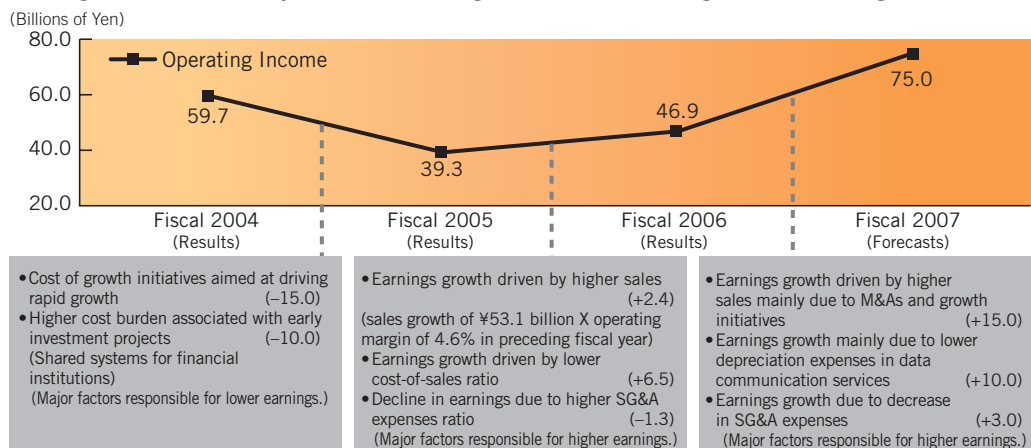 (Billions of Yen)
80.0
60.0
40.0
20.0
Operating Income
59.7
39.3
46.9
75.0
Fiscal 2004
(Results)
Fiscal 2005
(Results)
Fiscal 2006
(Results)
Fiscal 2007
(Forecasts)
•Cost of growth initiatives aimed at driving
rapid growth (–15.0)
•Higher cost burden associated with early
investment projects (–10.0)
(Shared systems for financial
institutions)
(Major factors responsible for lower earnings.)
•Earnings growth driven by higher sales
(+2.4)
(sales growth of ¥53.1 billion X operating
margin of 4.6% in preceding fiscal year)
•Earnings growth driven by lower
cost-of-sales ratio (+6.5)
•Decline in earnings due to higher SG&A
expenses ratio (–1.3)
(Major factors responsible for higher earnings.)
•Earnings growth driven by higher
sales mainly due to M&As and growth
initiatives (+15.0)
•Earnings growth mainly due to lower
depreciation expenses in data
communication services (+10.0)
•Earnings growth due to decrease
in SG&A expenses (+3.0)
(Major factors responsible for higher earnings.)